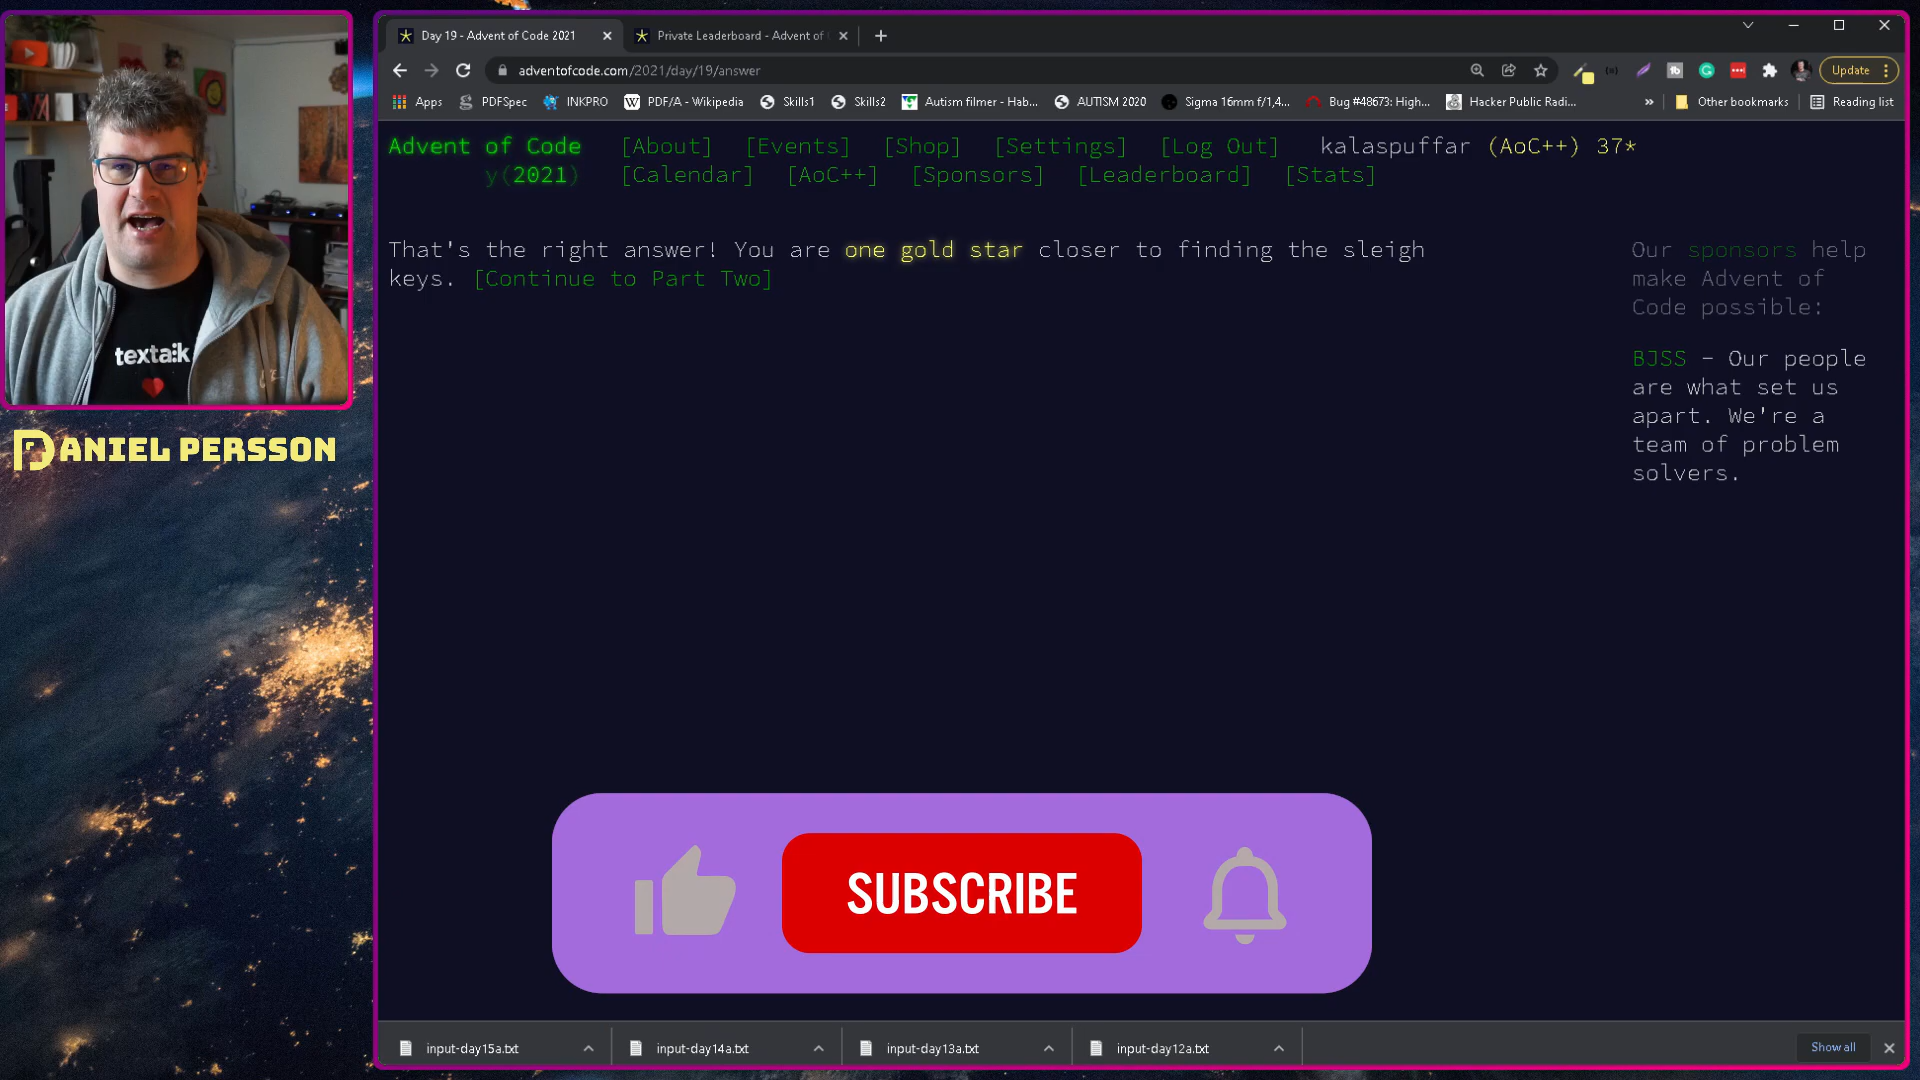 Day 19 - Advent of Code 2021
Private Leaderboard - Advent of
adventofcode.com/2021/day/19/answer
Update
Apps
PDFSpec
INKPRO
PDF/A - Wikipedia
Skills1
Skills2
Autism filmer - Hab...
AUTISM 2020
Sigma 16mm f/1,4...
Bug #48673: High...
Hacker Public Radi...
»
Other bookmarks
Reading list
Advent of Code [About] [Events] [Shop] [Settings] [Log Out] kalaspuffar (AoC++) 37*
y(2021) [Calendar] [AoC++] [Sponsors] [Leaderboard] [Stats]
That's the right answer! You are one gold star closer to finding the sleigh
keys. [Continue to Part Two]
Our sponsors help
make Advent of
Code possible:
BJSS - Our people
are what set us
apart. We're a
team of problem
solvers.
textalk
DANIEL PERSSON
SUBSCRIBE
input-day15a.txt
input-day14a.txt
input-day13a.txt
input-day12a.txt
Show all